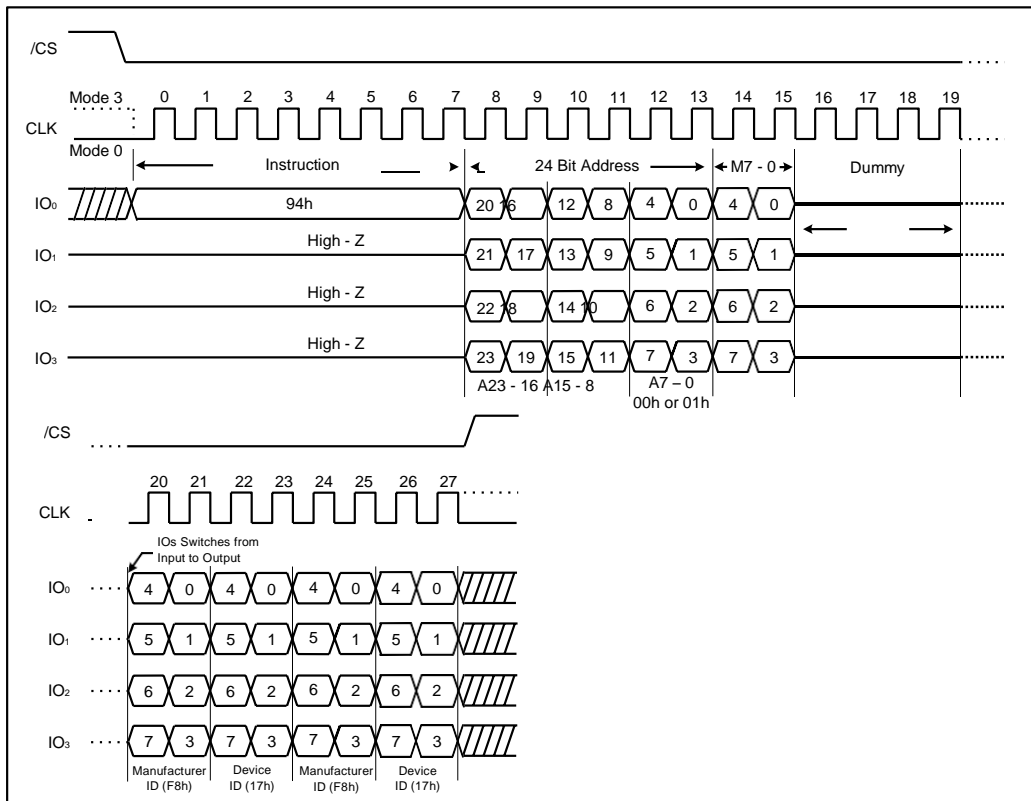 /CS
Mode 3 0 1 2 3 4 5 6 7 8 9 10 11 12 13 14 15 16 17 18 19
CLK
Mode 0
Instruction 24 Bit Address M7 - 0 Dummy
IO0 94h 20 16 12 8 4 0 4 0
IO1 High - Z 21 17 13 9 5 1 5 1
IO2 High - Z 22 18 14 10 6 2 6 2
IO3 High - Z 23 19 15 11 7 3 7 3
A23 - 16 A15 - 8 A7 – 0
00h or 01h
/CS
20 21 22 23 24 25 26 27
CLK
IOs Switches from
Input to Output
IO0 4 0 4 0 4 0 4 0
IO1 5 1 5 1 5 1 5 1
IO2 6 2 6 2 6 2 6 2
IO3 7 3 7 3 7 3 7 3
Manufacturer Device Manufacturer Device
ID (F8h) ID (17h) ID (F8h) ID (17h)